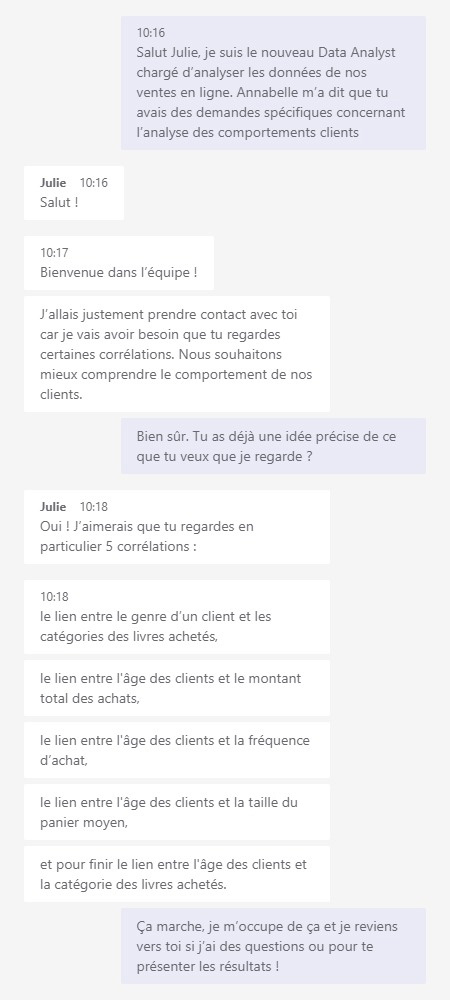 10:16
Salut Julie, je suis le nouveau Data Analyst
chargé d’analyser les données de nos
ventes en ligne. Annabelle m’a dit que tu
avais des demandes spécifiques concernant
l’analyse des comportements clients
Julie 10:16
Salut !
10:17
Bienvenue dans l’équipe !
J’allais justement prendre contact avec toi
car je vais avoir besoin que tu regardes
certaines corrélations. Nous souhaitons
mieux comprendre le comportement de nos
clients.
Bien sûr. Tu as déjà une idée précise de ce
que tu veux que je regarde ?
Julie 10:18
Oui ! J’aimerais que tu regardes en
particulier 5 corrélations :
10:18
le lien entre le genre d’un client et les
catégories des livres achetés,
le lien entre l'âge des clients et le montant
total des achats,
le lien entre l'âge des clients et la fréquence
d’achat,
le lien entre l'âge des clients et la taille du
panier moyen,
et pour finir le lien entre l'âge des clients et
la catégorie des livres achetés.
Ça marche, je m’occupe de ça et je reviens
vers toi si j’ai des questions ou pour te
présenter les résultats !